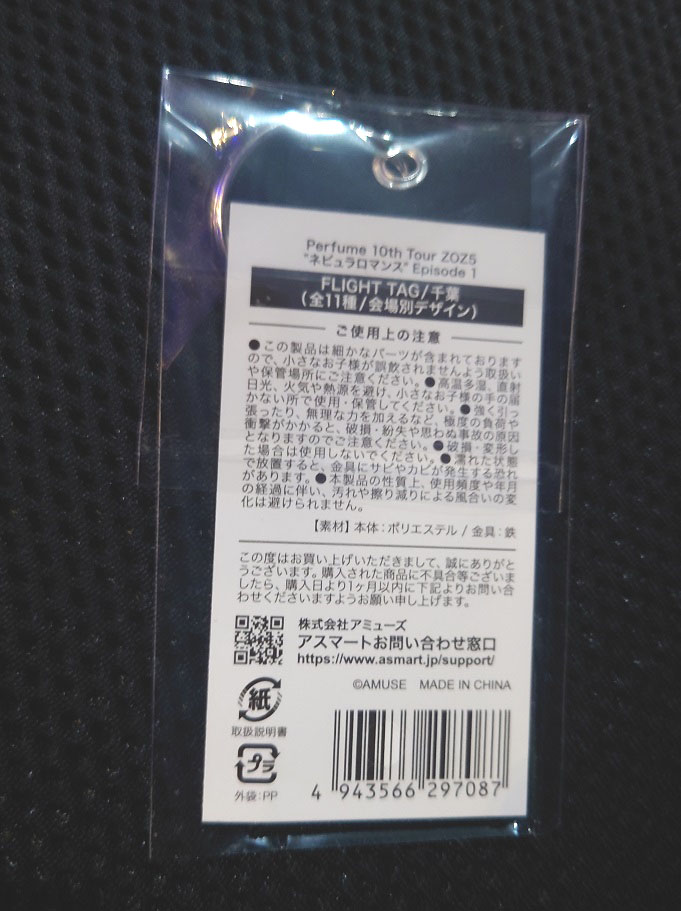 Perfume 10th Tour ZOZ5
"ネビュラロマンス" Episode 1
FLIGHT TAG/千葉
(全11種/会場別デザイン)
ご使用上の注意
●この製品は細かなパーツが含まれております
ので、小さなお子様が誤飲されませんよう取扱い
や保管場所にご注意ください。●高温多湿、直射
日光、火気や熱源を避け、小さなお子様の手の届
かない所で使用・保管してください。●強く引っ
張ったり、無理な力を加えるなど、極度の負荷や
衝撃がかかると、破損・紛失や思わぬ事故の原因
となりますのでご注意ください。●破損・変形し
た場合は使用しないでください。●濡れた状態
で放置すると、金具にサビやカビが発生する恐れ
があります。●本製品の性質上、使用頻度や年月
の経過に伴い、汚れや擦り減りによる風合いの変
化は避けられません。
【素材】本体：ポリエステル / 金具：鉄
この度はお買い上げいただきまして、誠にありがと
うございます。購入された商品に不具合等ございま
したら、購入日より1ヶ月以内に下記よりお問い合
わせくださいますようお願い申し上げます。
株式会社アミューズ
アスマートお問い合わせ窓口
https://www.asmart.jp/support/
©AMUSE MADE IN CHINA
紙
取扱説明書
プラ
外袋：PP
4 943566 297087